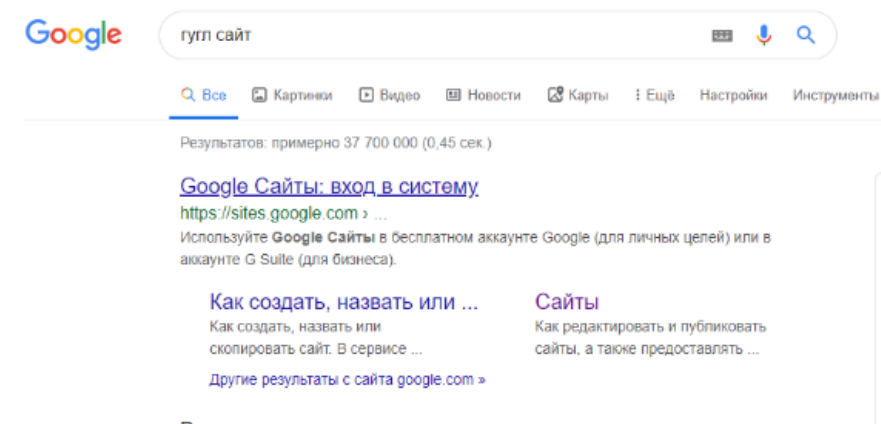 Google
гугл сайт
Все Картинки Видео Новости Карты Ещё Настройки Инструменты
Результатов: примерно 37 700 000 (0,45 сек.)
Google Сайты: вход в систему
https://sites.google.com › ...
Используйте Google Сайты в бесплатном аккаунте Google (для личных целей) или в
аккаунте G Suite (для бизнеса).
Как создать, назвать или ...
Как создать, назвать или
скопировать сайт. В сервисе ...
Сайты
Как редактировать и публиковать
сайты, а также предоставлять ...
Другие результаты с сайта google.com »